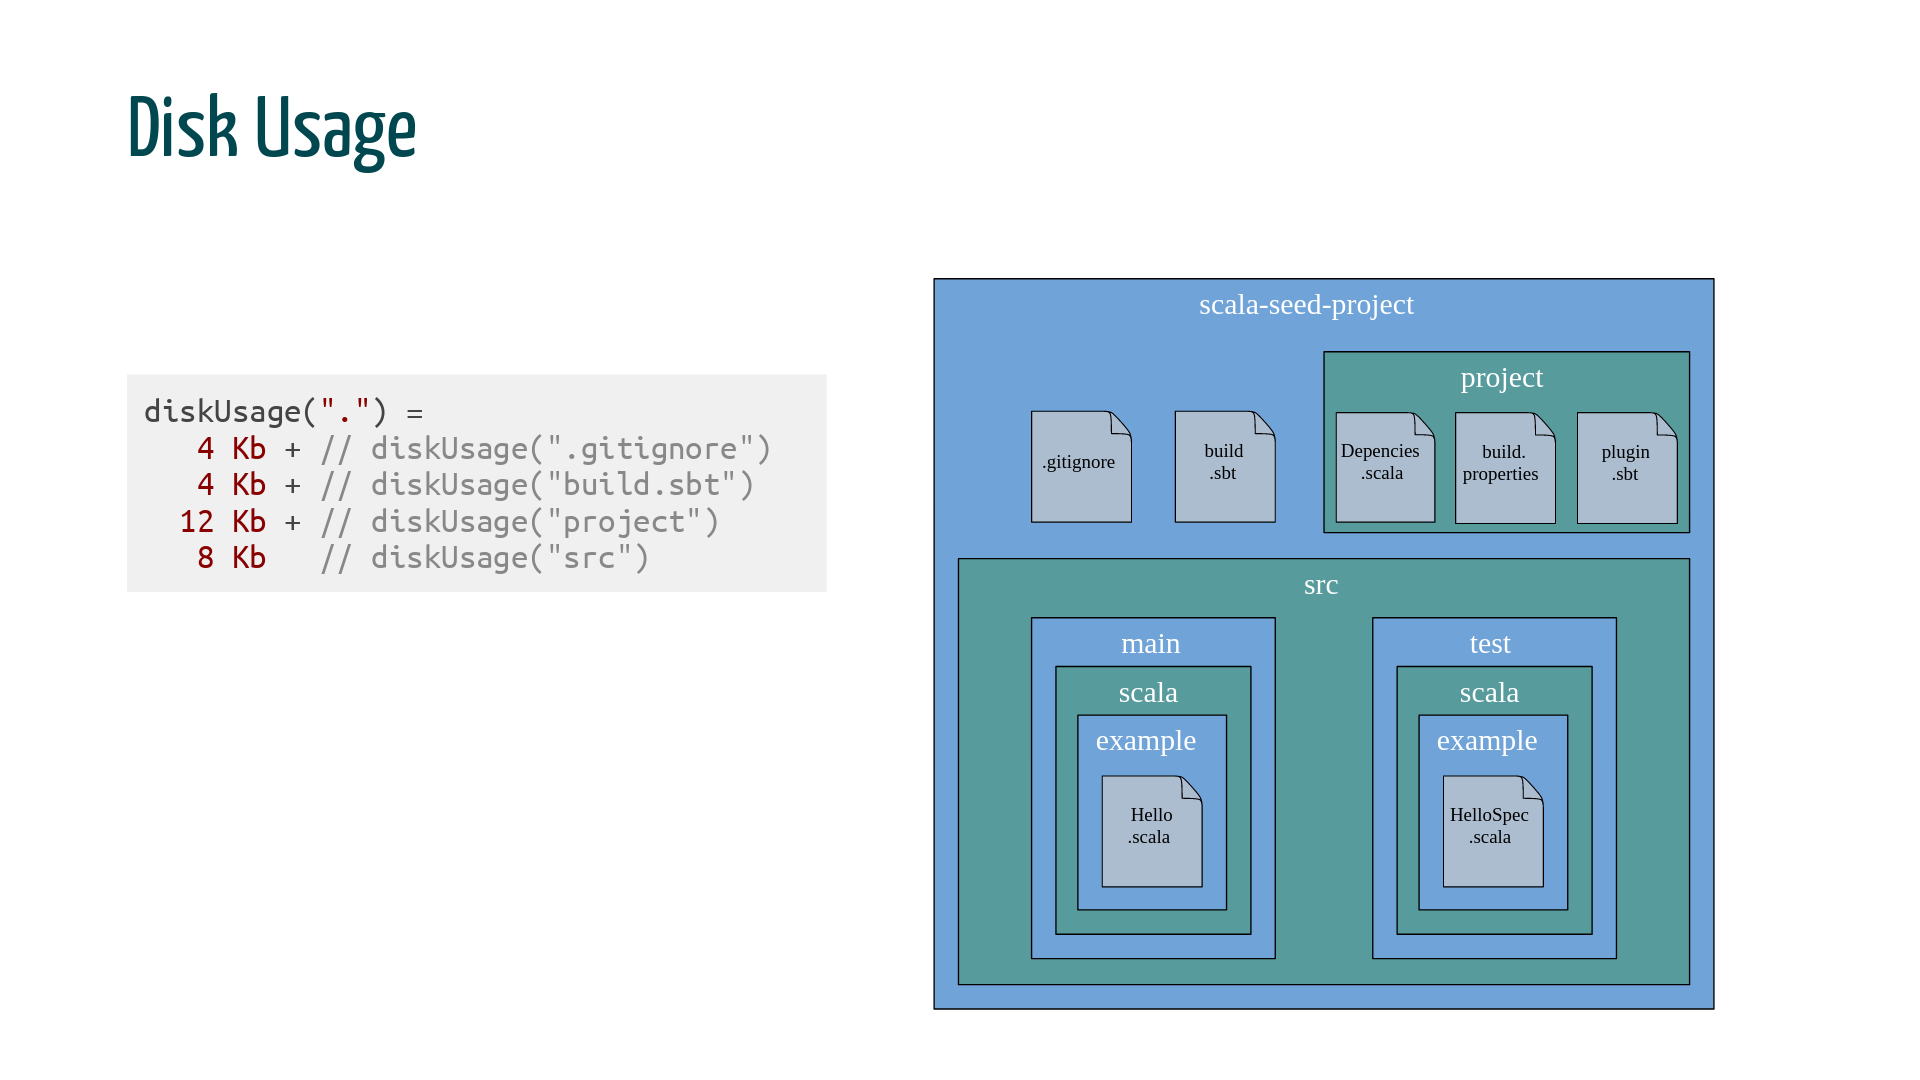 Disk Usage
diskUsage(".") =
   4 Kb + // diskUsage(".gitignore")
   4 Kb + // diskUsage("build.sbt")
  12 Kb + // diskUsage("project")
   8 Kb   // diskUsage("src")
scala-seed-project
.gitignore
build
.sbt
project
Depencies
.scala
build.
properties
plugin
.sbt
src
main
scala
example
Hello
.scala
test
scala
example
HelloSpec
.scala